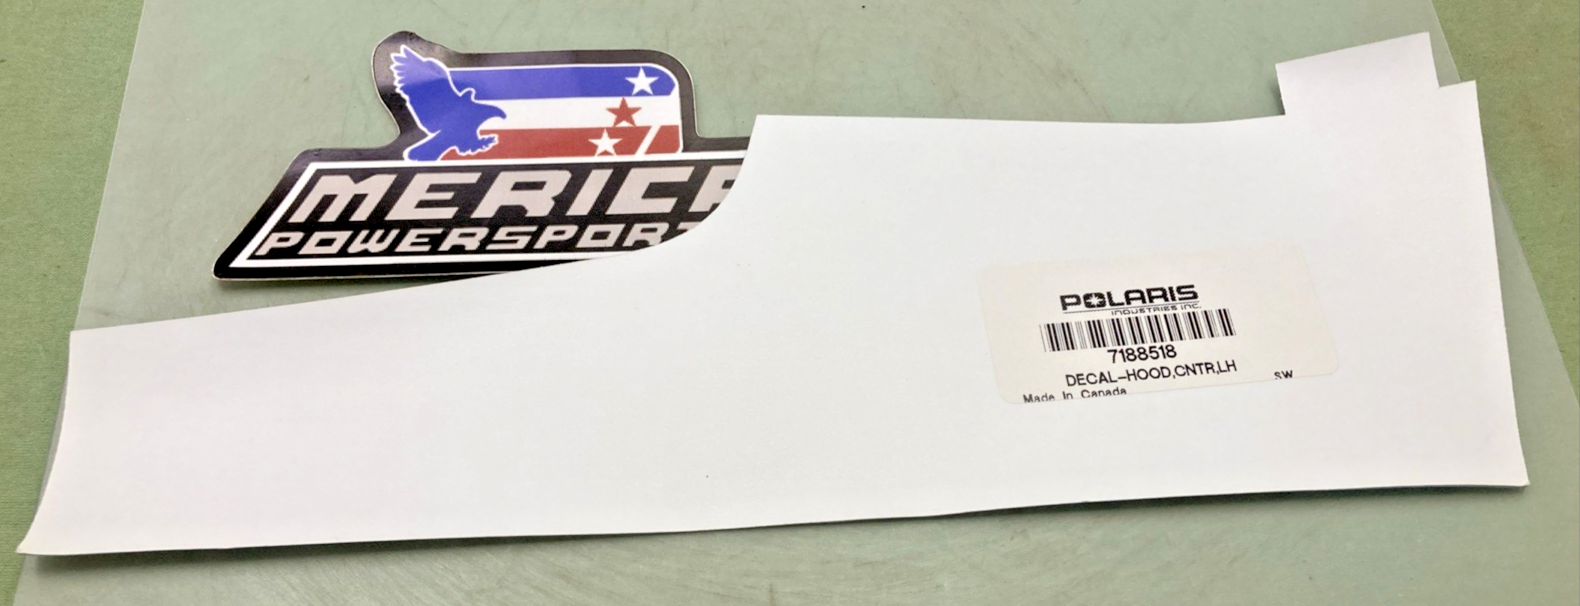 MERICA
POWERSPORT
POLARIS
INDUSTRIES INC.
7188518
DECAL-HOOD,CNTR,LH
SW
Made In Canada